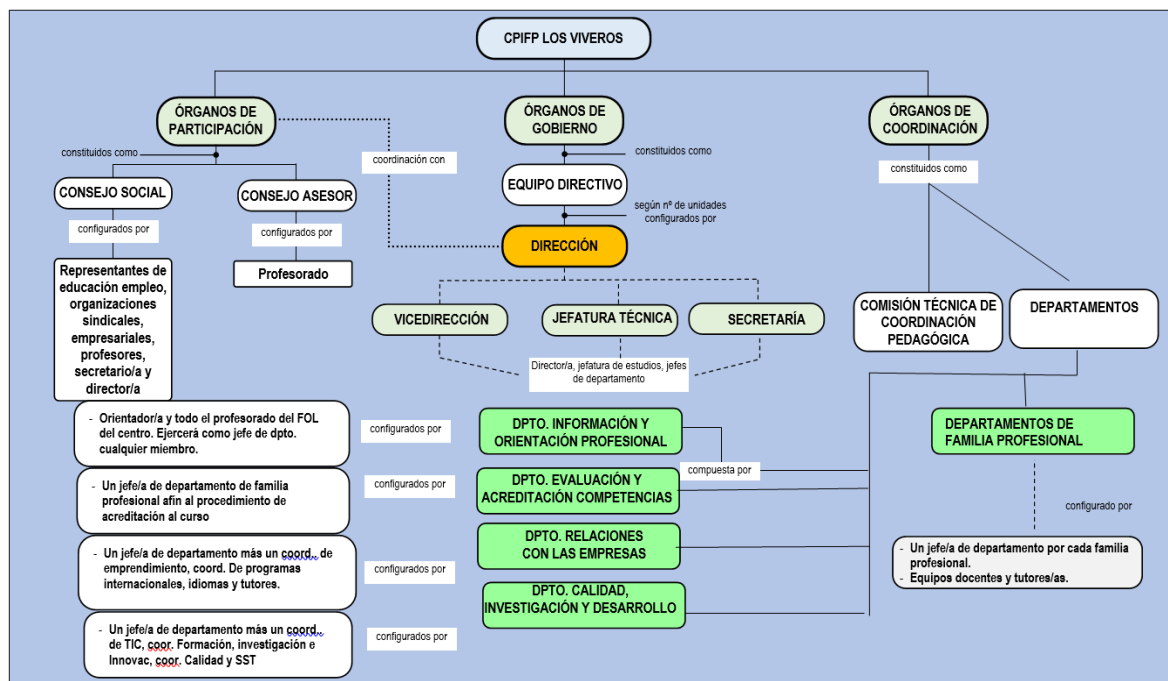 CPIFP LOS VIVEROS
ÓRGANOS DE
PARTICIPACIÓN
ÓRGANOS DE
GOBIERNO
ÓRGANOS DE
COORDINACIÓN
constituidos como
coordinación con
constituidos como
constituidos como
CONSEJO SOCIAL
CONSEJO ASESOR
EQUIPO DIRECTIVO
según nº de unidades
configurados por
configurados por
configurados por
DIRECCIÓN
Representantes de
educación empleo,
organizaciones
sindicales,
empresariales,
profesores,
secretario/a y
director/a
Profesorado
VICEDIRECCIÓN
JEFATURA TÉCNICA
SECRETARÍA
COMISIÓN TÉCNICA DE
COORDINACIÓN
PEDAGÓGICA
DEPARTAMENTOS
Director/a, jefatura de estudios, jefes
de departamento
- Orientador/a y todo el profesorado del FOL
del centro. Ejercerá como jefe de dpto.
cualquier miembro.
configurados por
DPTO. INFORMACIÓN Y
ORIENTACIÓN PROFESIONAL
DEPARTAMENTOS DE
FAMILIA PROFESIONAL
compuesta por
- Un jefe/a de departamento de familia
profesional afín al procedimiento de
acreditación al curso
configurados por
DPTO. EVALUACIÓN Y
ACREDITACIÓN COMPETENCIAS
configurado por
- Un jefe/a de departamento más un coord.. de
emprendimiento, coord. De programas
internacionales, idiomas y tutores.
configurados por
DPTO. RELACIONES
CON LAS EMPRESAS
- Un jefe/a de departamento por cada familia
profesional.
- Equipos docentes y tutores/as.
- Un jefe/a de departamento más un coord..
de TIC, coor. Formación, investigación e
Innovac, coor. Calidad y SST
configurados por
DPTO. CALIDAD,
INVESTIGACIÓN Y DESARROLLO